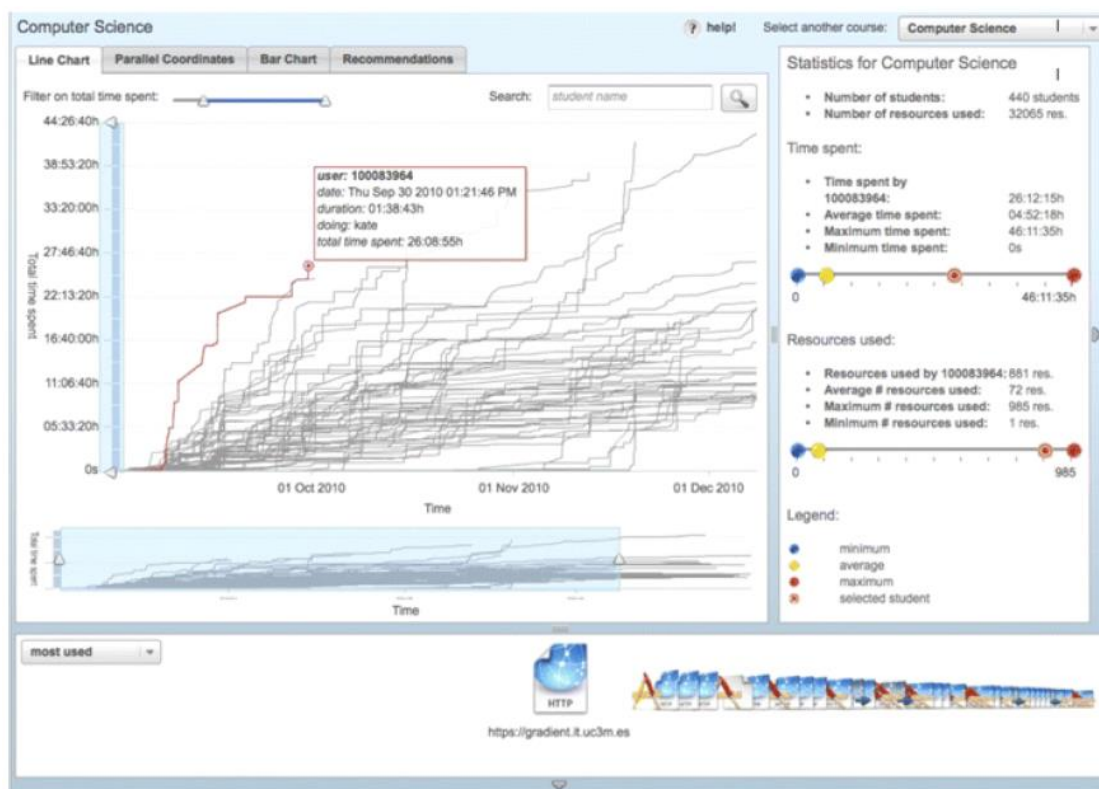 Computer Science
help!
Select another course:
Computer Science
Line Chart
Parallel Coordinates
Bar Chart
Recommendations
Filter on total time spent:
Search:
student name
44:26:40h
38:53:20h
33:20:00h
27:46:40h
22:13:20h
16:40:00h
11:06:40h
05:33:20h
0s
Total time spent
user: 100083964
date: Thu Sep 30 2010 01:21:46 PM
duration: 01:38:43h
doing: kate
total time spent: 26:08:55h
01 Oct 2010
01 Nov 2010
01 Dec 2010
Time
Total time spent
Time
Statistics for Computer Science
Number of students: 440 students
Number of resources used: 32065 res.
Time spent:
Time spent by
100083964: 26:12:15h
Average time spent: 04:52:18h
Maximum time spent: 46:11:35h
Minimum time spent: 0s
0
46:11:35h
Resources used:
Resources used by 100083964: 881 res.
Average # resources used: 72 res.
Maximum # resources used: 985 res.
Minimum # resources used: 1 res.
0
985
Legend:
minimum
average
maximum
selected student
most used
HTTP
https://gradient.it.uc3m.es